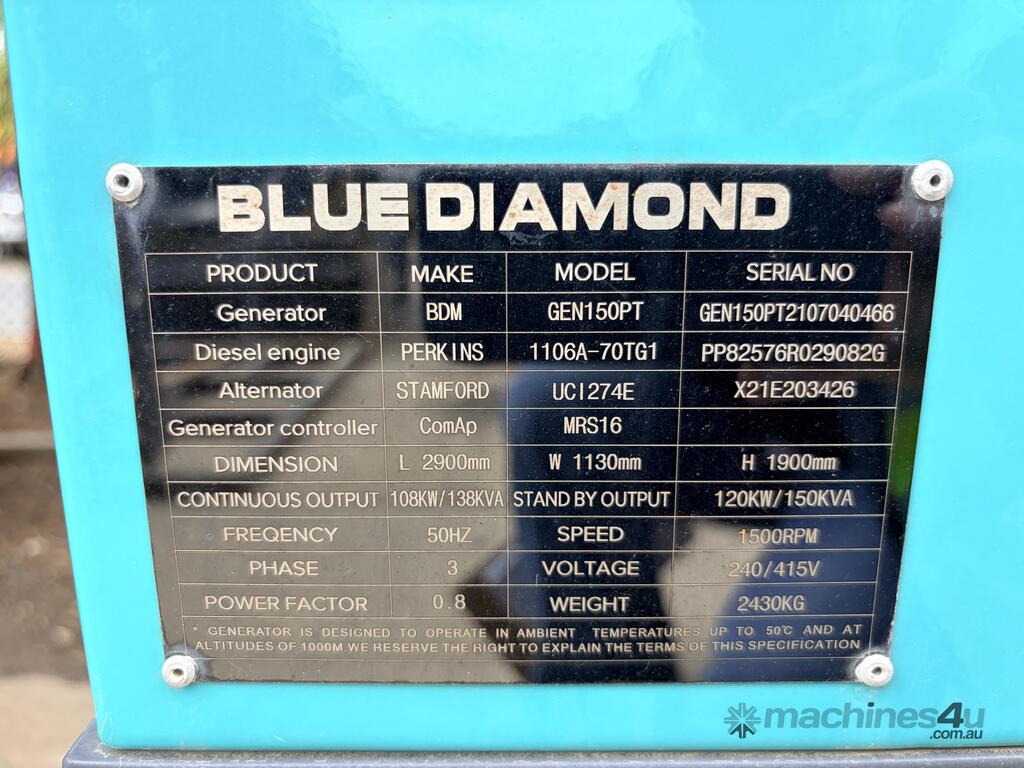 BLUE DIAMOND
PRODUCT MAKE MODEL SERIAL NO
Generator BDM GEN150PT GEN150PT2107040466
Diesel engine PERKINS 1106A-70TG1 PP82576R029082G
Alternator STAMFORD UCI274E X21E203426
Generator controller ComAp MRS16
DIMENSION L 2900mm W 1130mm H 1900mm
CONTINUOUS OUTPUT 108KW/138KVA STAND BY OUTPUT 120KW/150KVA
FREQENCY 50HZ SPEED 1500RPM
PHASE 3 VOLTAGE 240/415V
POWER FACTOR 0.8 WEIGHT 2430KG
* GENERATOR IS DESIGNED TO OPERATE IN AMBIENT TEMPERATURES UP TO 50℃ AND AT
ALTITUDES OF 1000M.WE RESERVE THE RIGHT TO EXPLAIN THE TERMS OF THIS SPECIFICATION
machines4u
.com.au